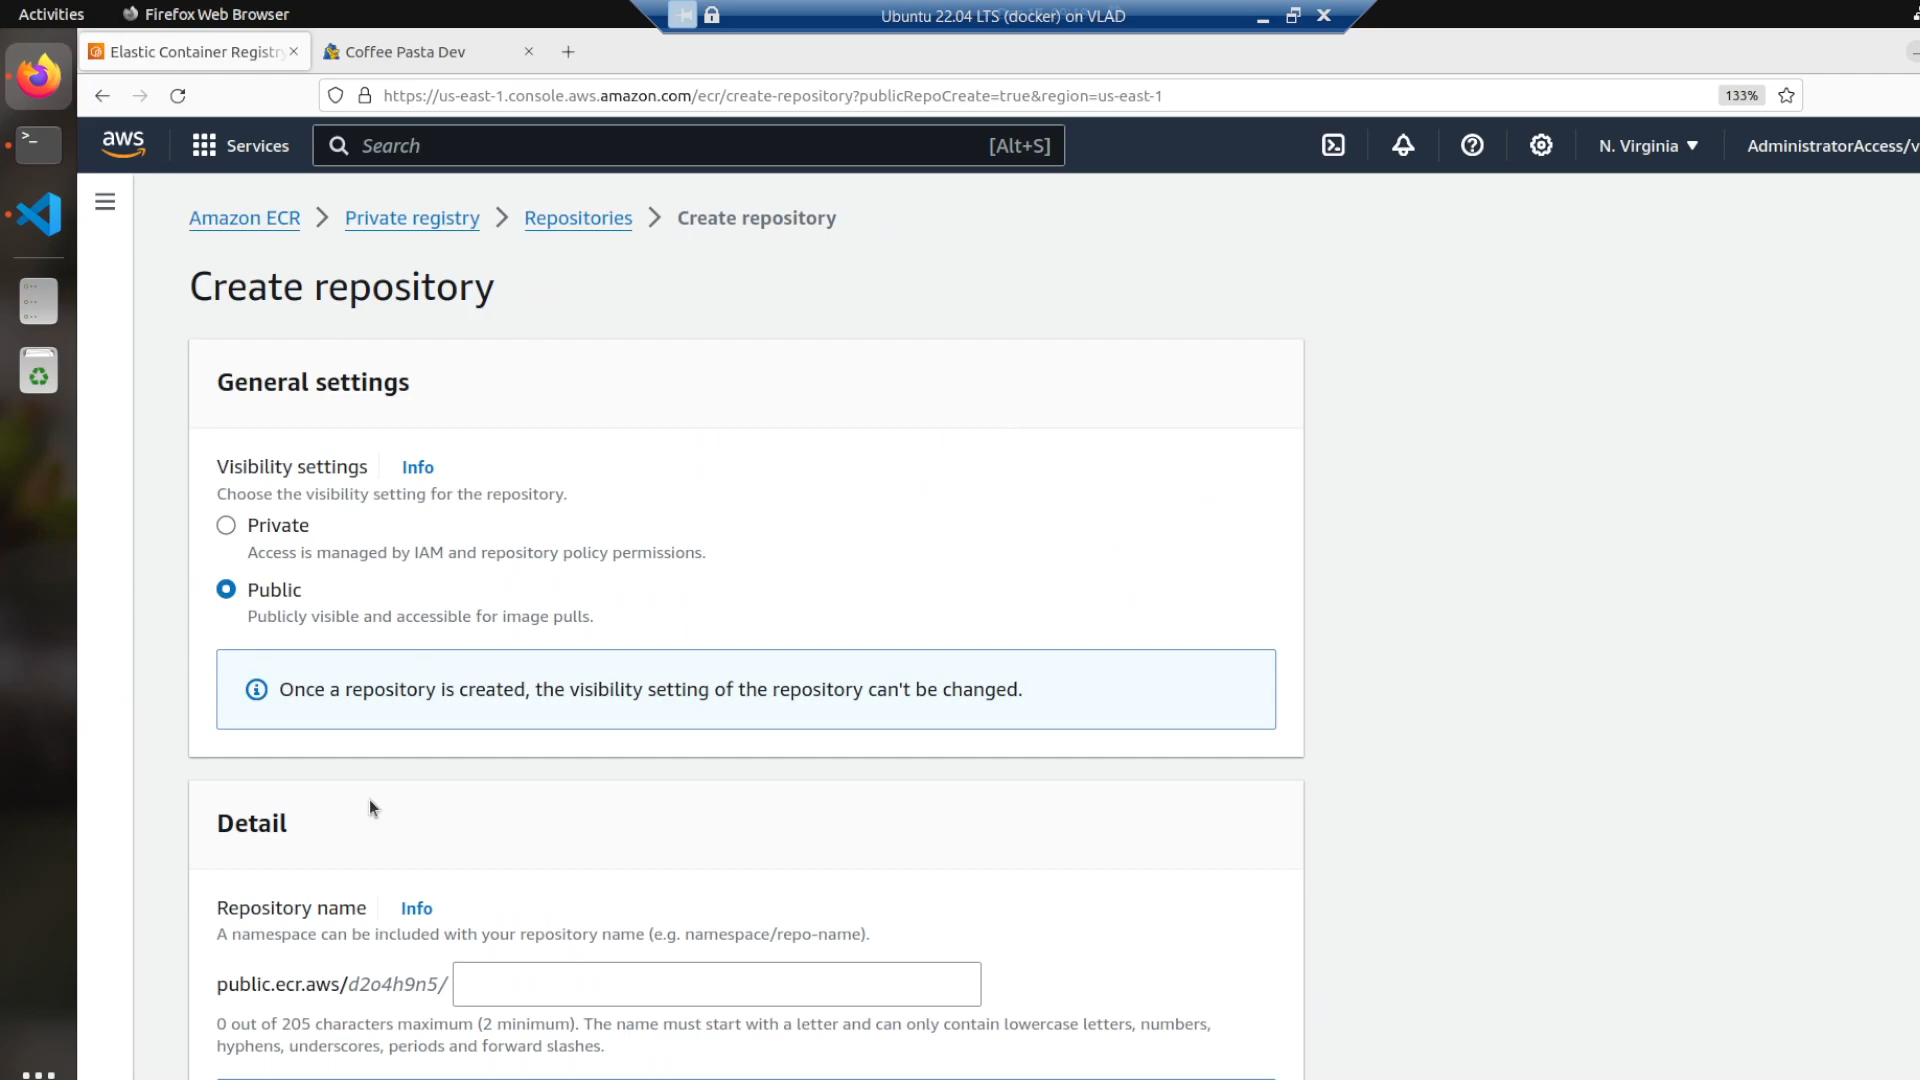 Activities
Firefox Web Browser
Ubuntu 22.04 LTS (docker) on VLAD
Elastic Container Registry
Coffee Pasta Dev
https://us-east-1.console.aws.amazon.com/ecr/create-repository?publicRepoCreate=true&region=us-east-1
133%
aws
Services
Search
[Alt+S]
N. Virginia
AdministratorAccess/v
Amazon ECR
Private registry
Repositories
Create repository
Create repository
General settings
Visibility settings
Info
Choose the visibility setting for the repository.
Private
Access is managed by IAM and repository policy permissions.
Public
Publicly visible and accessible for image pulls.
Once a repository is created, the visibility setting of the repository can't be changed.
Detail
Repository name
Info
A namespace can be included with your repository name (e.g. namespace/repo-name).
public.ecr.aws/d2o4h9n5/
0 out of 205 characters maximum (2 minimum). The name must start with a letter and can only contain lowercase letters, numbers,
hyphens, underscores, periods and forward slashes.